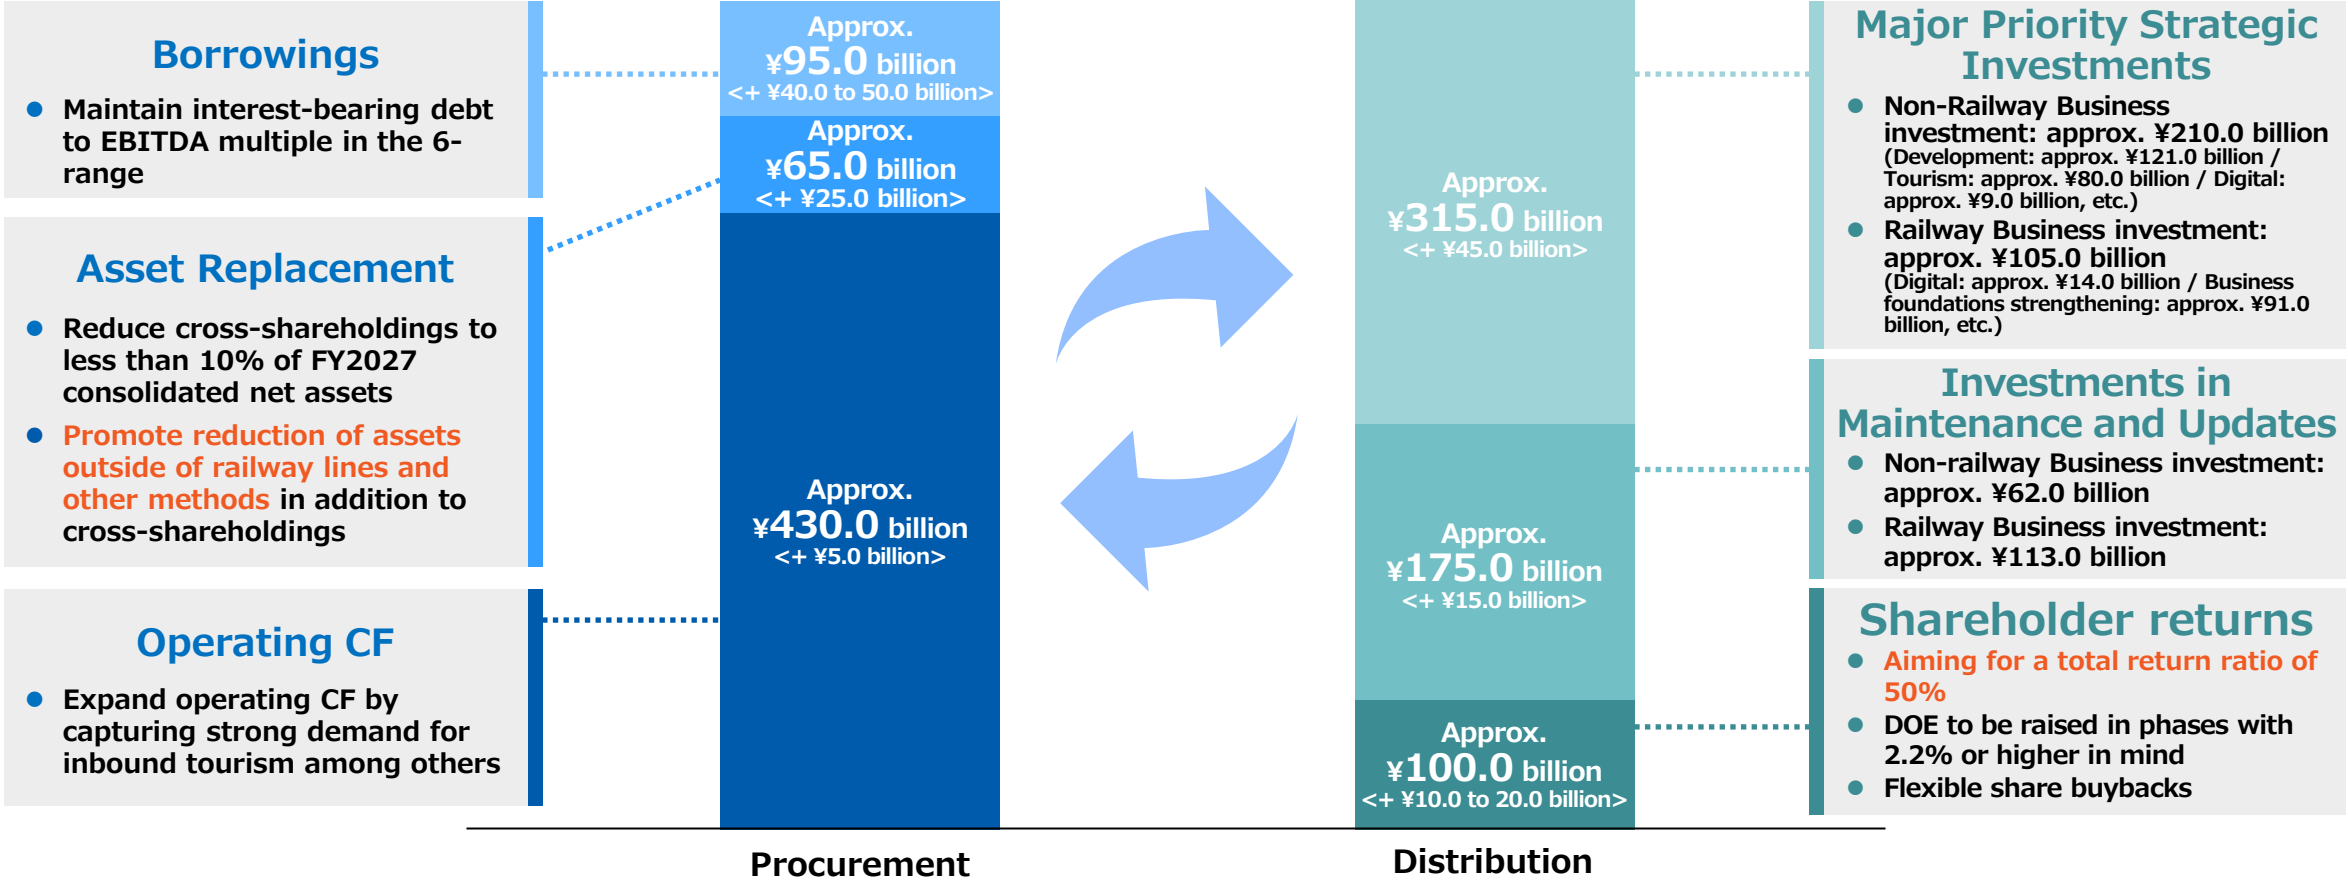 Borrowings
● Maintain interest-bearing debt
to EBITDA multiple in the 6-
range
Asset Replacement
● Reduce cross-shareholdings to
less than 10% of FY2027
consolidated net assets
● Promote reduction of assets
outside of railway lines and
other methods in addition to
cross-shareholdings
Operating CF
● Expand operating CF by
capturing strong demand for
inbound tourism among others
Approx.
¥95.0 billion
<+ ¥40.0 to 50.0 billion>
Approx.
¥65.0 billion
<+ ¥25.0 billion>
Approx.
¥430.0 billion
<+ ¥5.0 billion>
Procurement
Approx.
¥315.0 billion
<+ ¥45.0 billion>
Approx.
¥175.0 billion
<+ ¥15.0 billion>
Approx.
¥100.0 billion
<+ ¥10.0 to 20.0 billion>
Distribution
Major Priority Strategic
Investments
● Non-Railway Business
investment: approx. ¥210.0 billion
(Development: approx. ¥121.0 billion /
Tourism: approx. ¥80.0 billion / Digital:
approx. ¥9.0 billion, etc.)
● Railway Business investment:
approx. ¥105.0 billion
(Digital: approx. ¥14.0 billion / Business
foundations strengthening: approx. ¥91.0
billion, etc.)
Investments in
Maintenance and Updates
● Non-railway Business investment:
approx. ¥62.0 billion
● Railway Business investment:
approx. ¥113.0 billion
Shareholder returns
● Aiming for a total return ratio of
50%
● DOE to be raised in phases with
2.2% or higher in mind
● Flexible share buybacks